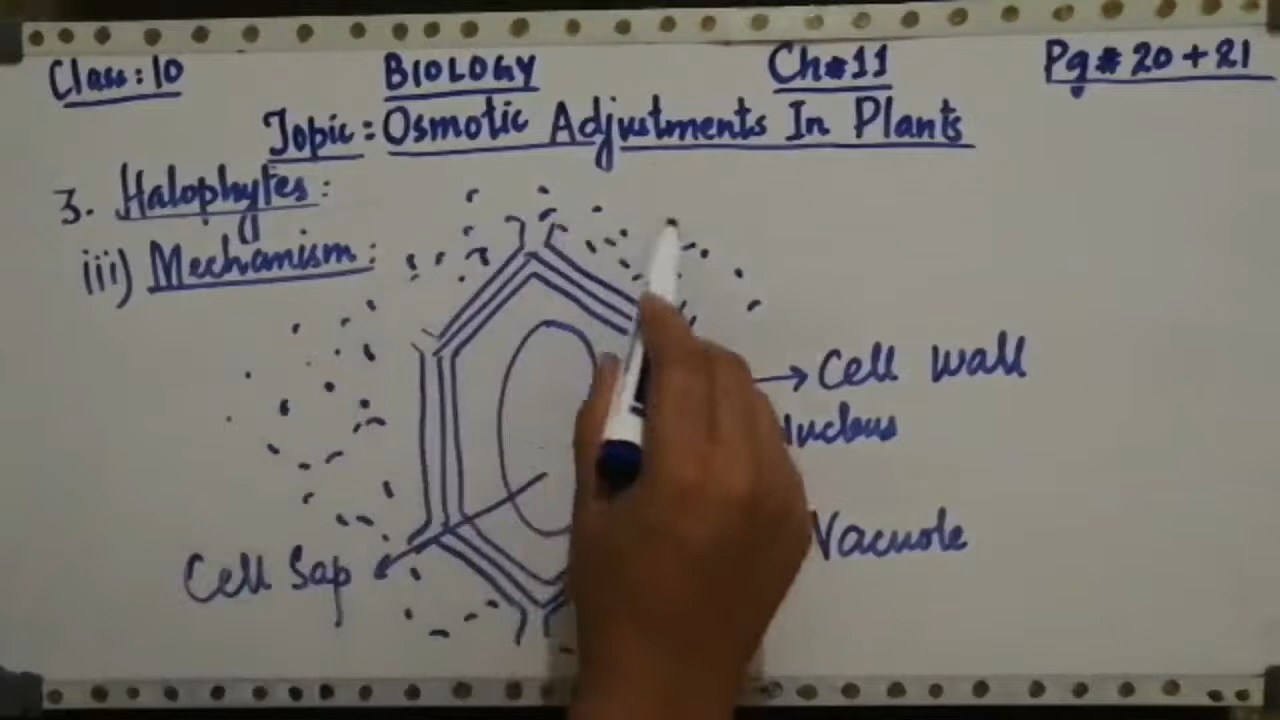 Class: 10 BIOLOGY Ch#11 Pg# 20+21
Topic: Osmotic Adjustments In Plants
3. Halophytes:
iii) Mechanism:
Cell wall
Nucleus
Vacuole
Cell Sap